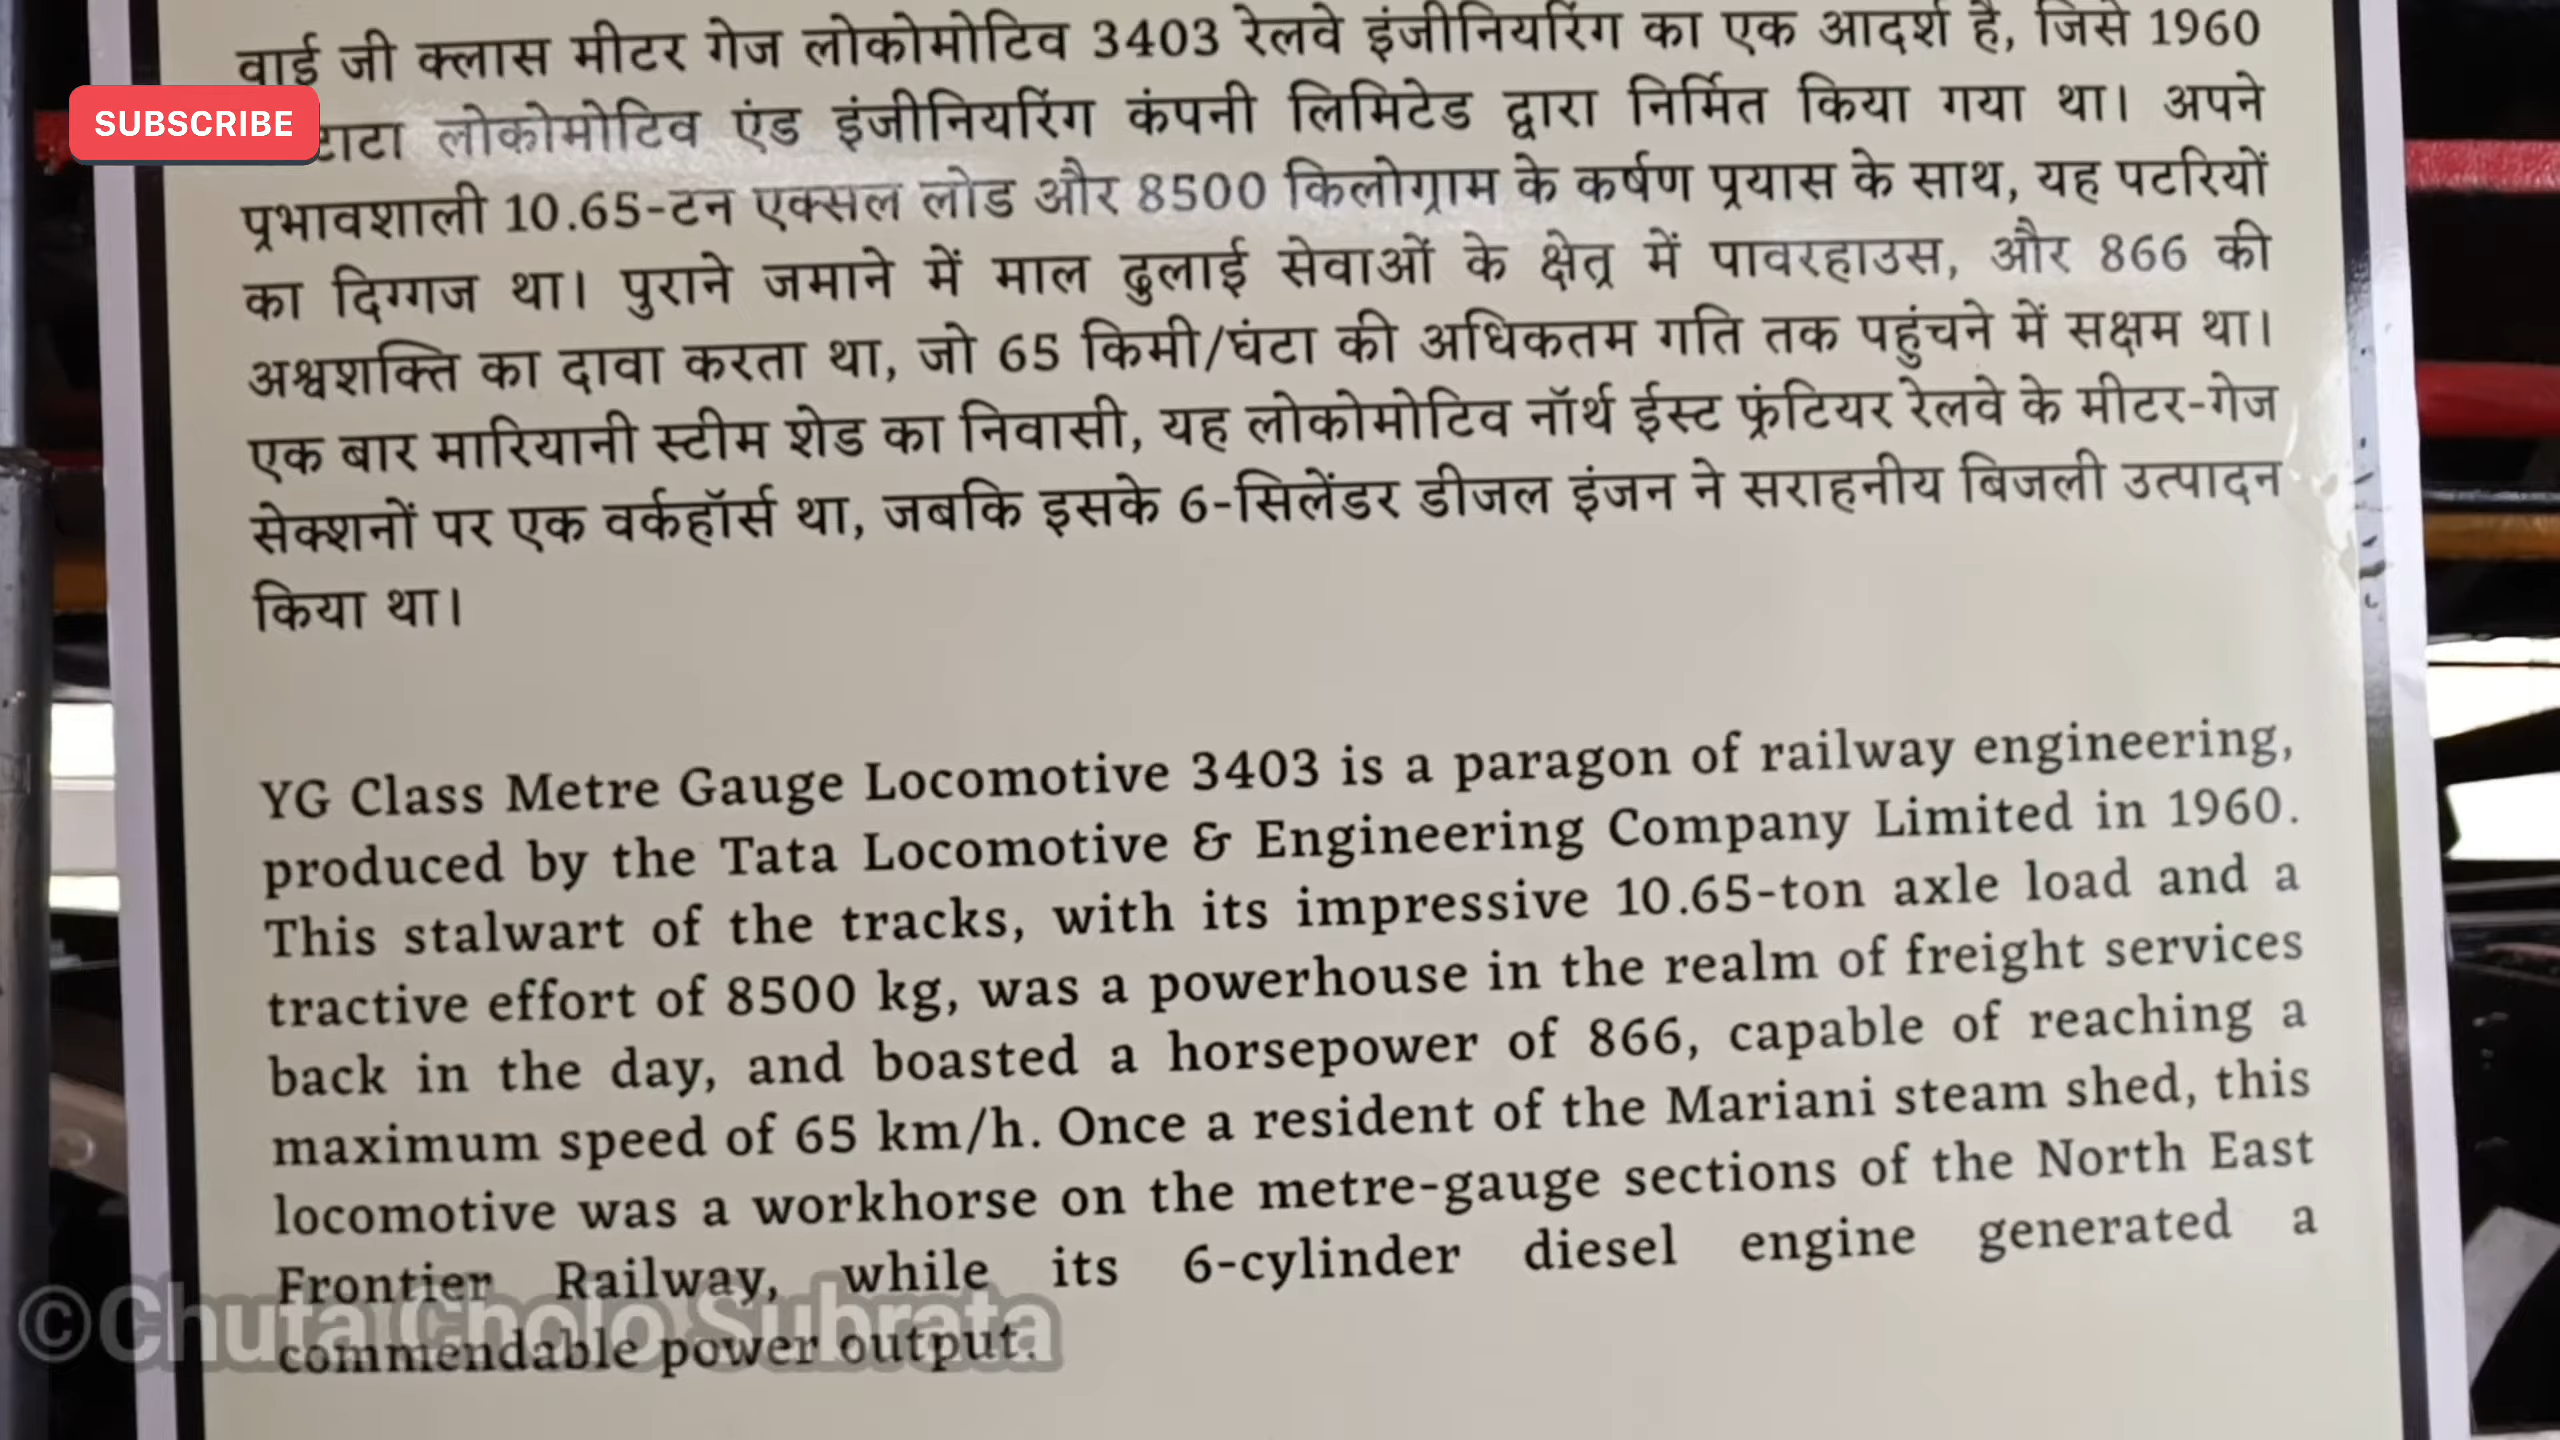 वाई जी क्लास मीटर गेज लोकोमोटिव 3403 रेलवे इंजीनियरिंग का एक आदर्श है, जिसे 1960
SUBSCRIBE
टाटा लोकोमोटिव एंड इंजीनियरिंग कंपनी लिमिटेड द्वारा निर्मित किया गया था। अपने
प्रभावशाली 10.65-टन एक्सल लोड और 8500 किलोग्राम के कर्षण प्रयास के साथ, यह पटरियों
का दिग्गज था। पुराने जमाने में माल ढुलाई सेवाओं के क्षेत्र में पावरहाउस, और 866 की
अश्वशक्ति का दावा करता था, जो 65 किमी/घंटा की अधिकतम गति तक पहुंचने में सक्षम था।
एक बार मारियानी स्टीम शेड का निवासी, यह लोकोमोटिव नॉर्थ ईस्ट फ्रंटियर रेलवे के मीटर-गेज
सेक्शनों पर एक वर्कहॉर्स था, जबकि इसके 6-सिलेंडर डीजल इंजन ने सराहनीय बिजली उत्पादन
किया था।
YG Class Metre Gauge Locomotive 3403 is a paragon of railway engineering,
produced by the Tata Locomotive & Engineering Company Limited in 1960.
This stalwart of the tracks, with its impressive 10.65-ton axle load and a
tractive effort of 8500 kg, was a powerhouse in the realm of freight services
back in the day, and boasted a horsepower of 866, capable of reaching a
maximum speed of 65 km/h. Once a resident of the Mariani steam shed, this
locomotive was a workhorse on the metre-gauge sections of the North East
Frontier Railway, while its 6-cylinder diesel engine generated a
commendable power output.
©Chuta Cholo Subrata